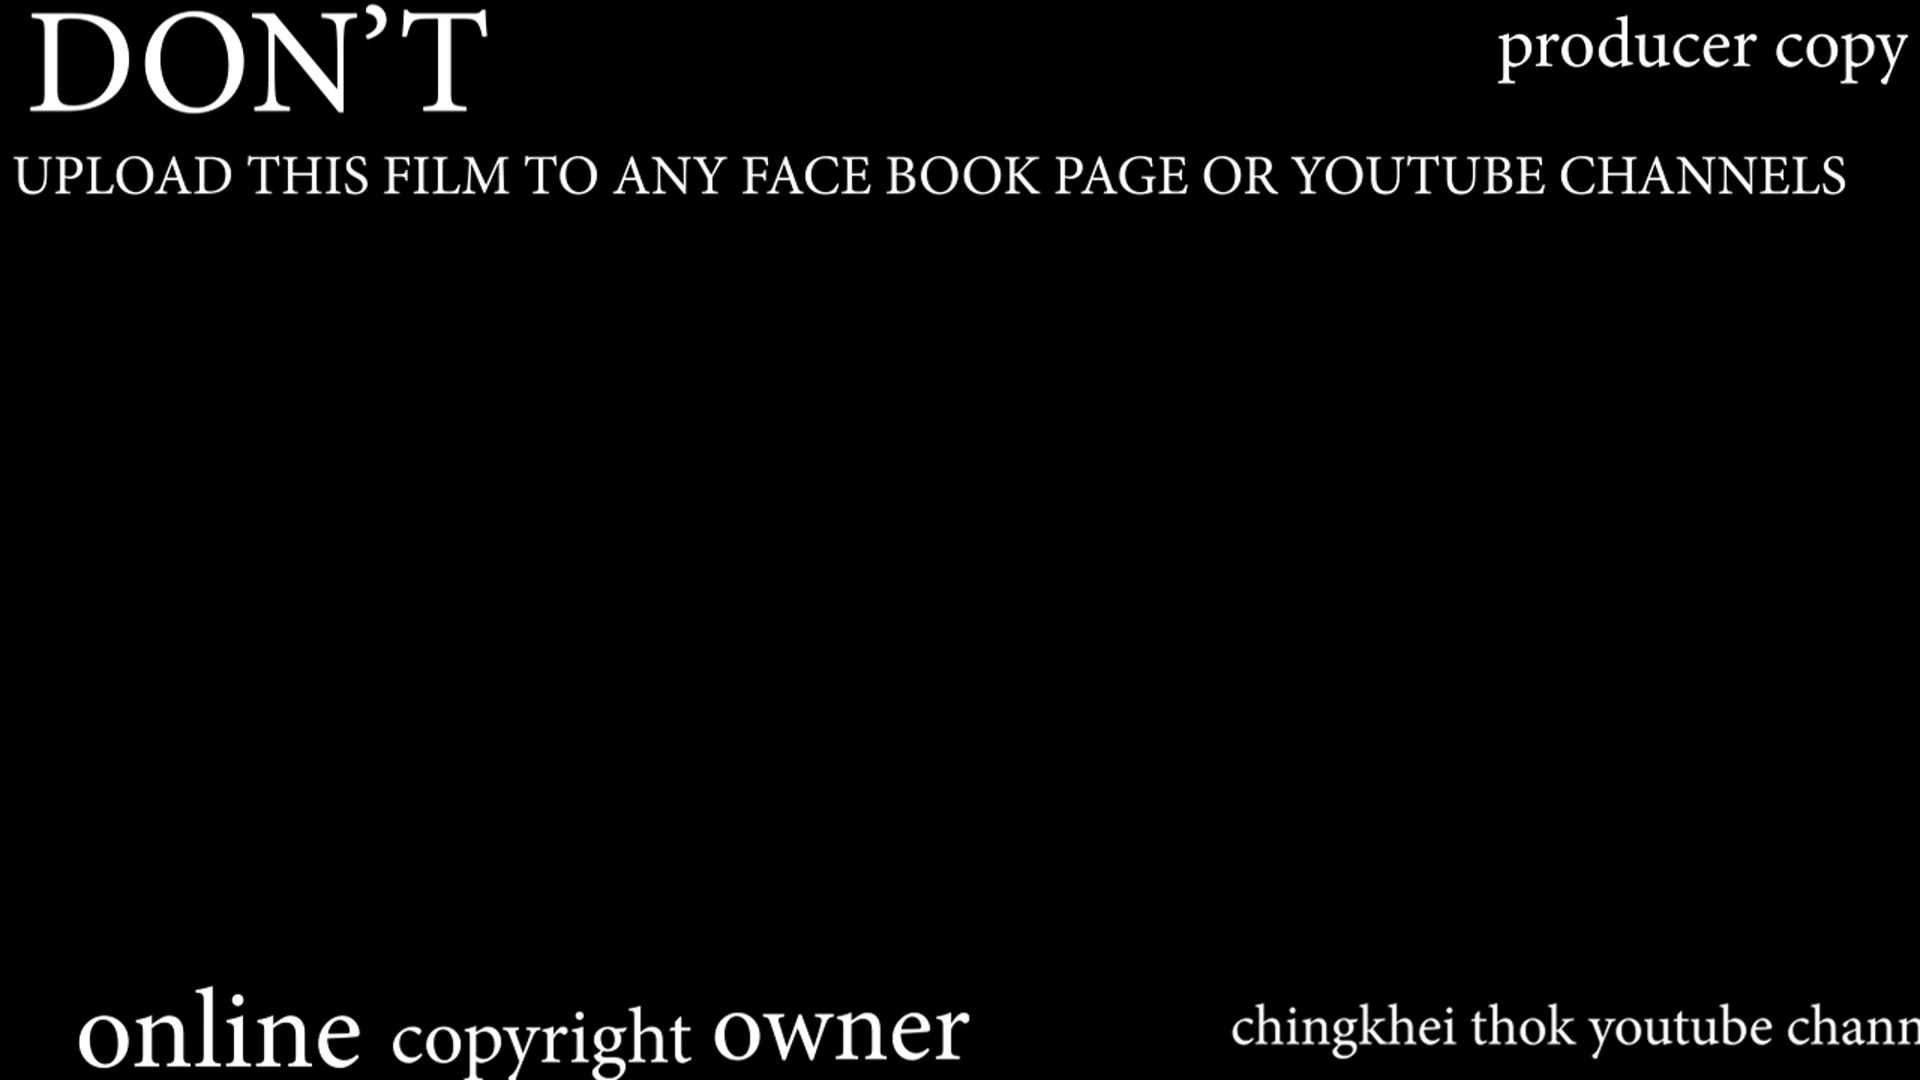 DON’T
producer copy
UPLOAD THIS FILM TO ANY FACE BOOK PAGE OR YOUTUBE CHANNELS
online copyright owner
chingkhei thok youtube chann